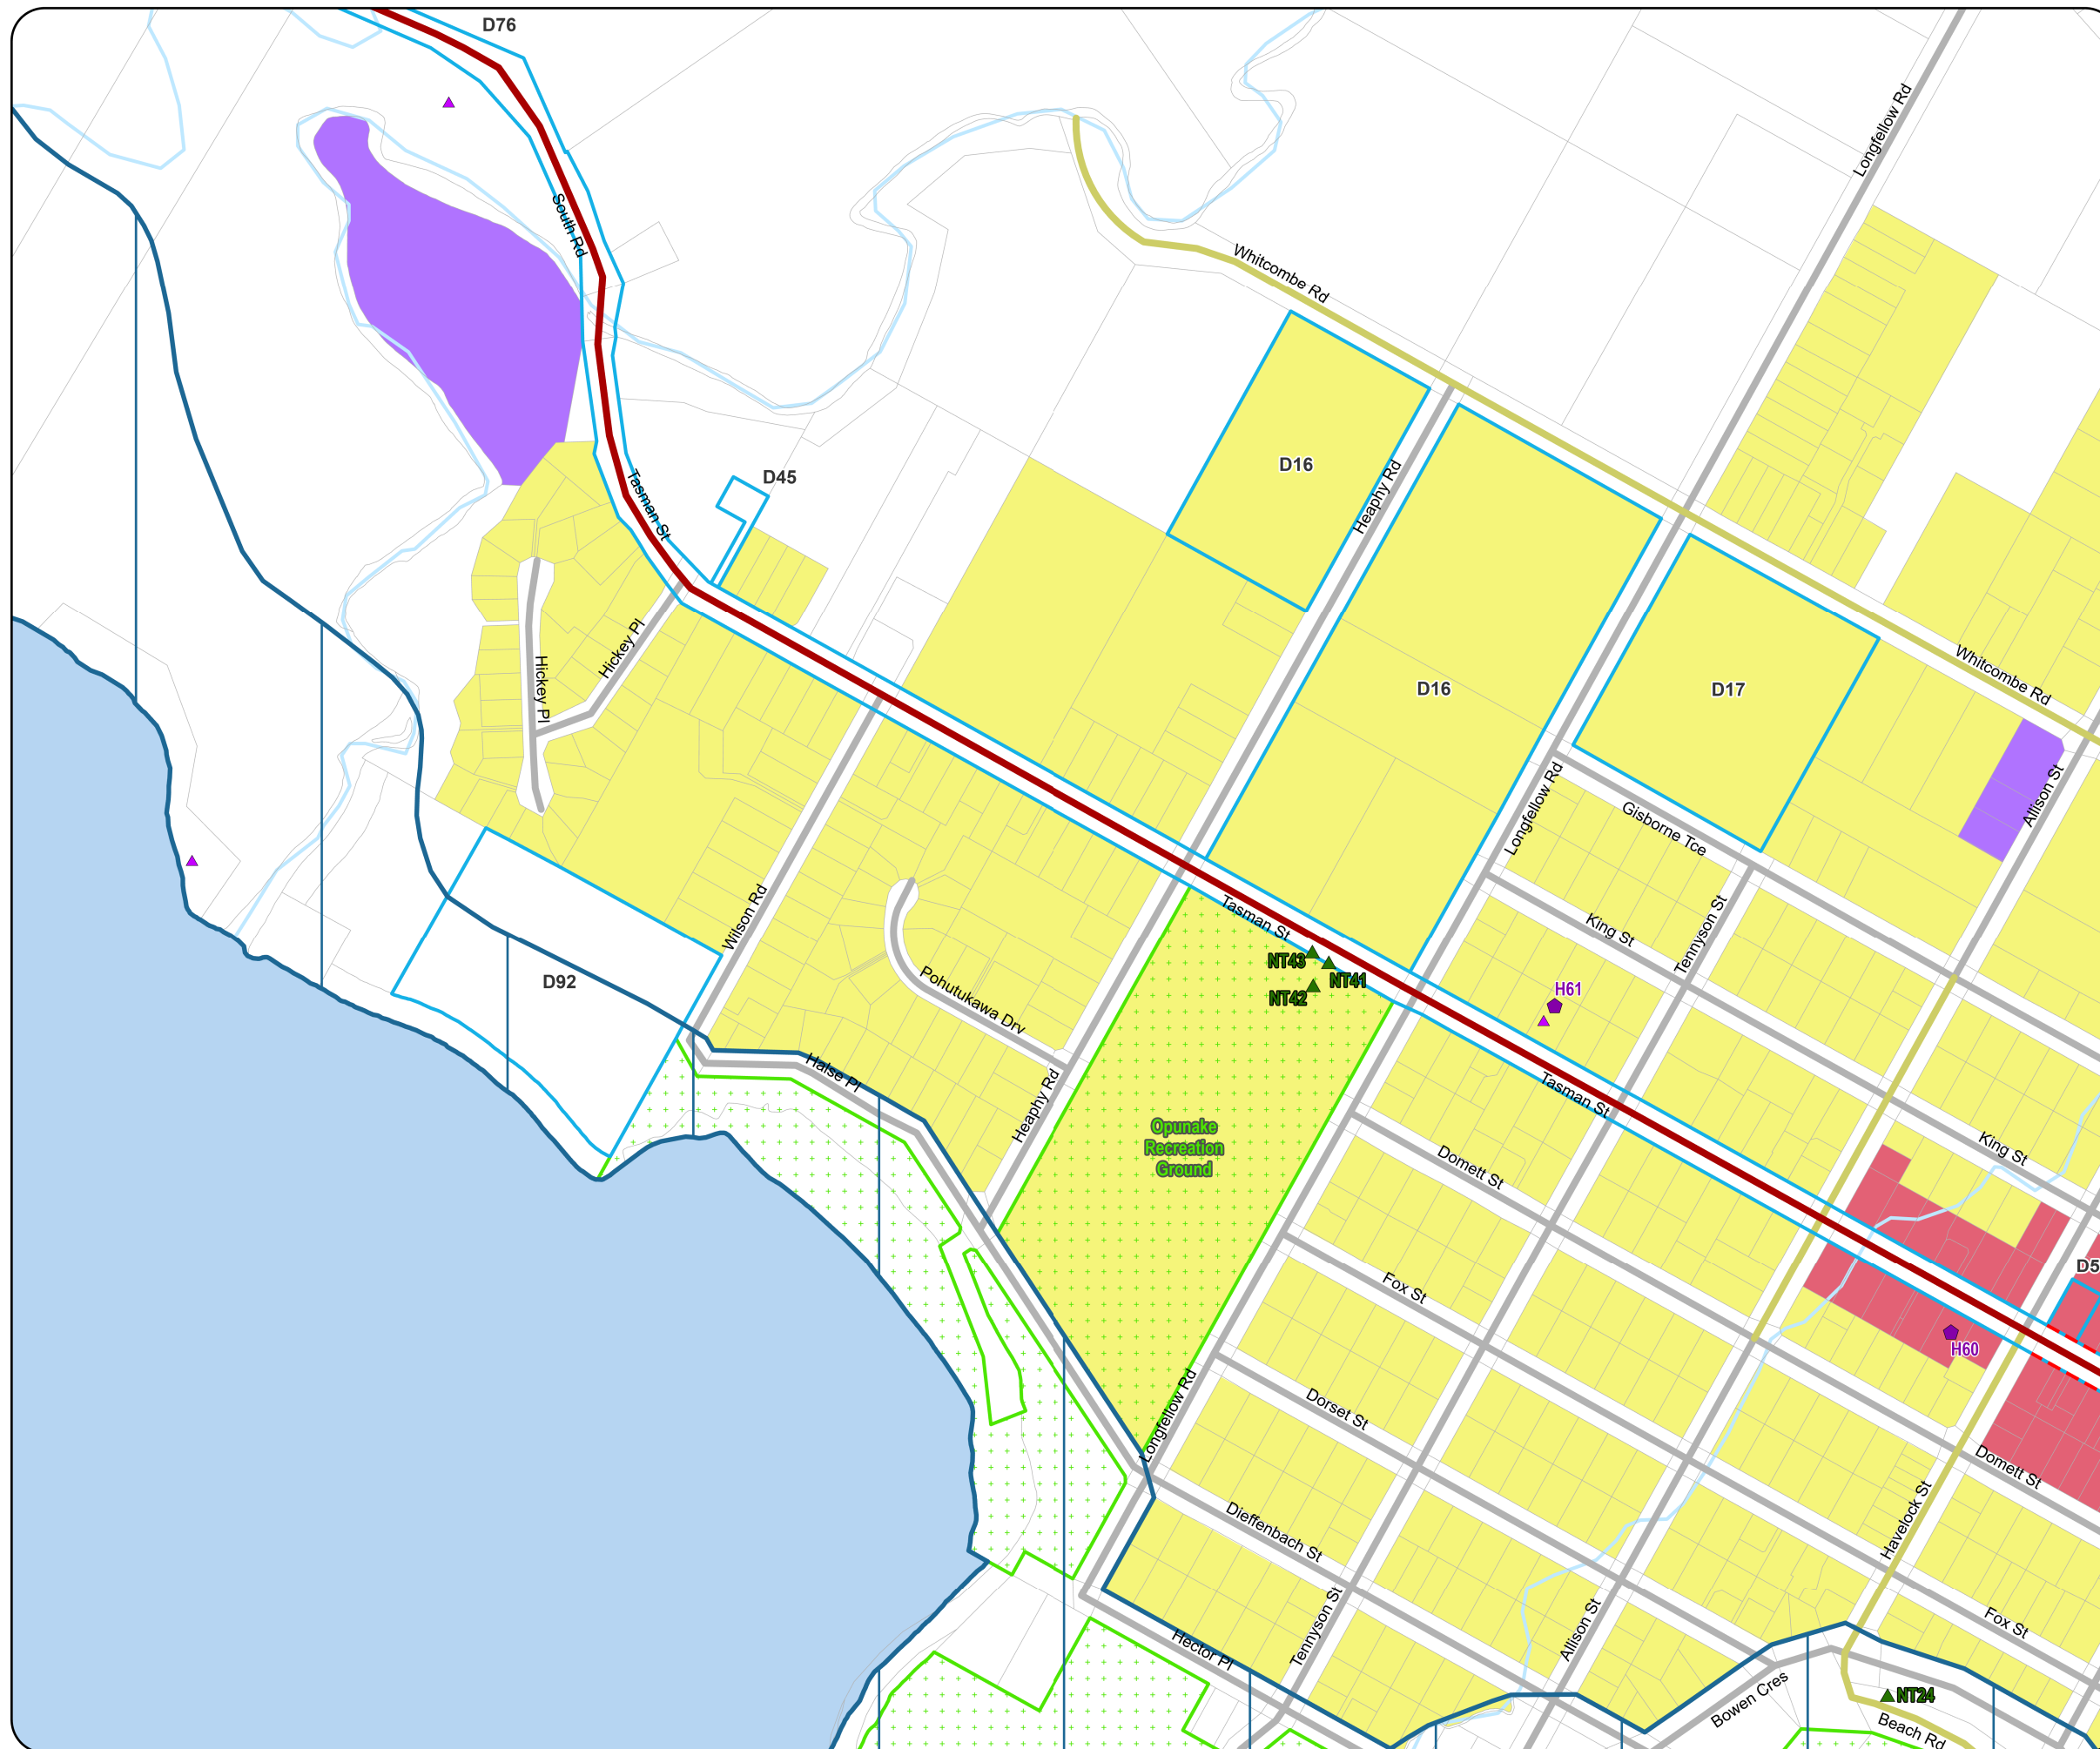 D76
Longfellow Rd
South Rd
Whitcombe Rd
D45
D16
Heaphy Rd
Tasman St
Hickey Pl
Hickey Pl
D16
D17
Whitcombe Rd
Allison St
Longfellow Rd
Gisborne Tce
Wilson Rd
Tasman St
King St
Tennyson St
NT43
NT41
NT42
H61
D92
Pohutukawa Drv
Halse Pl
Heaphy Rd
Tasman St
Opunake
Recreation
Ground
Domett St
King St
D5
Fox St
H60
Longfellow Rd
Dorset St
Domett St
Havelock St
Dieffenbach St
Tennyson St
Allison St
Fox St
Hector Pl
Bowen Cres
NT24
Beach Rd